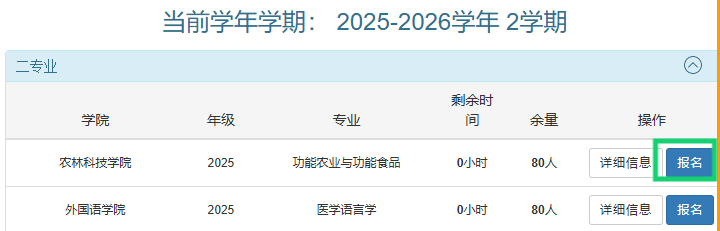 当前学年学期： 2025-2026学年 2学期
二专业
学院 年级 专业 剩余时间 余量 操作
农林科技学院 2025 功能农业与功能食品 0小时 80人 详细信息 报名
外国语学院 2025 医学语言学 0小时 80人 详细信息 报名